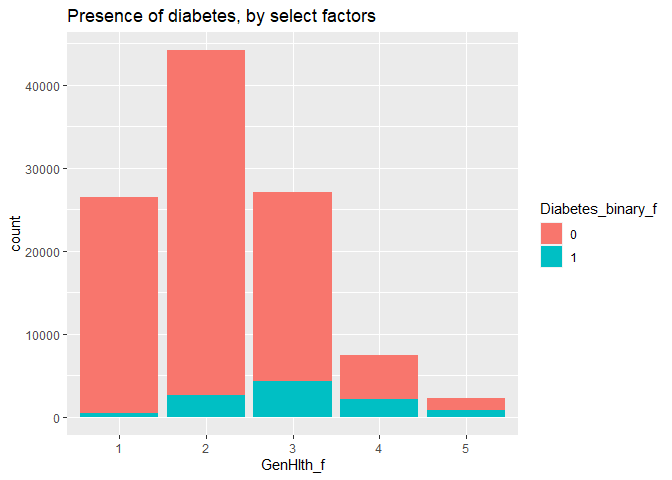 Presence of diabetes, by select factors
40000
30000
20000
10000
0
count
1 2 3 4 5
GenHlth_f
Diabetes_binary_f
0
1